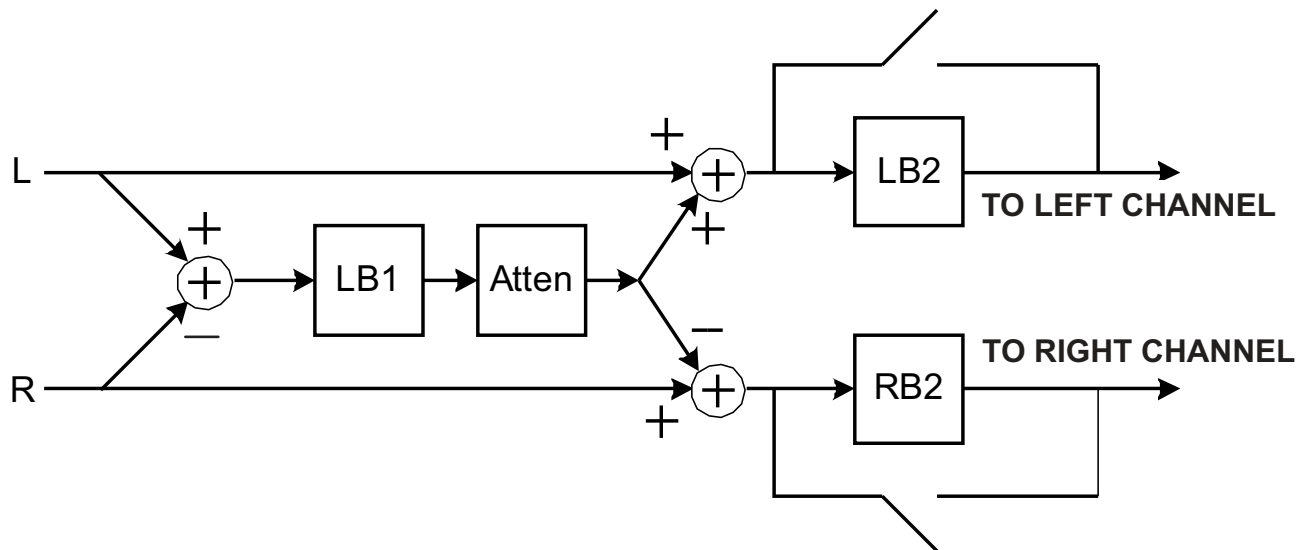 +
L
+
LB2
TO LEFT CHANNEL
+
+
+
LB1
Atten
−
−
TO RIGHT CHANNEL
R
+
RB2
+